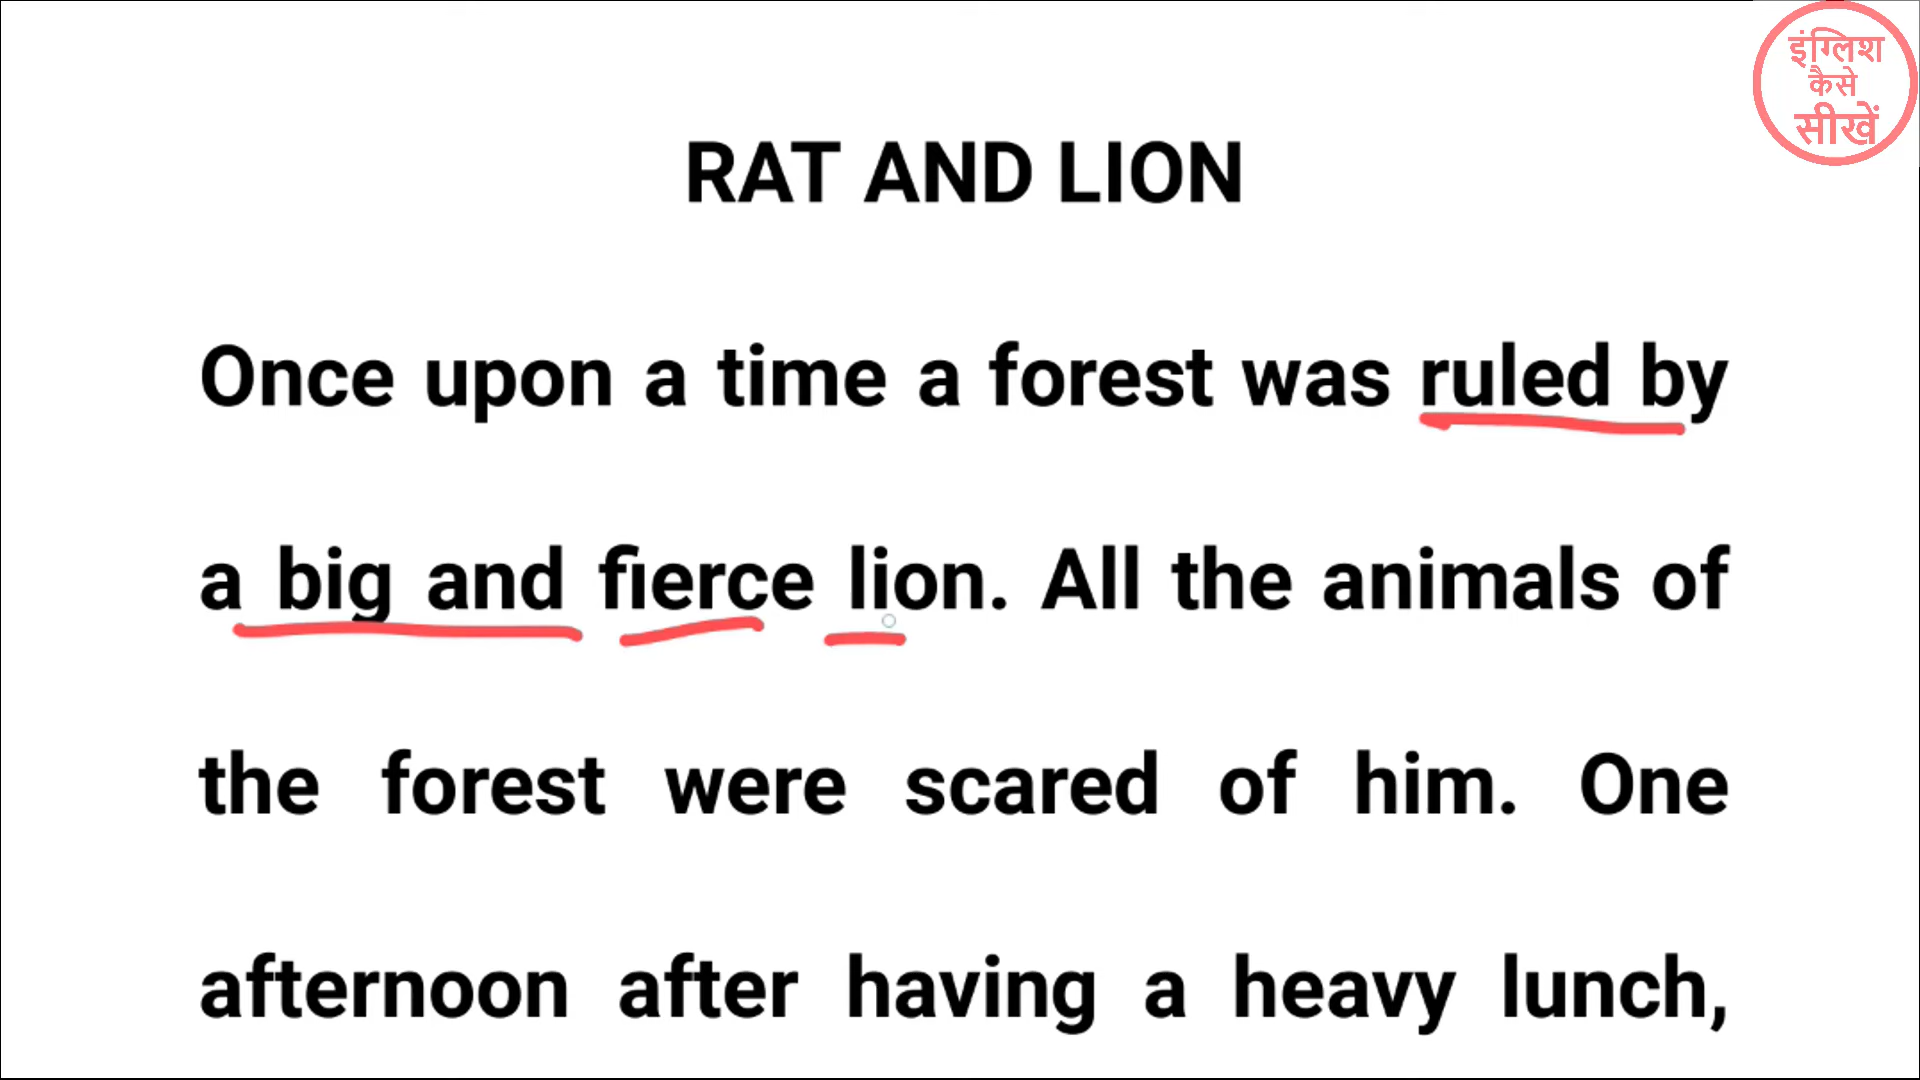 इंग्लिश
कैसे
सीखें
RAT AND LION
Once upon a time a forest was ruled by
a big and fierce lion. All the animals of
the forest were scared of him. One
afternoon after having a heavy lunch,